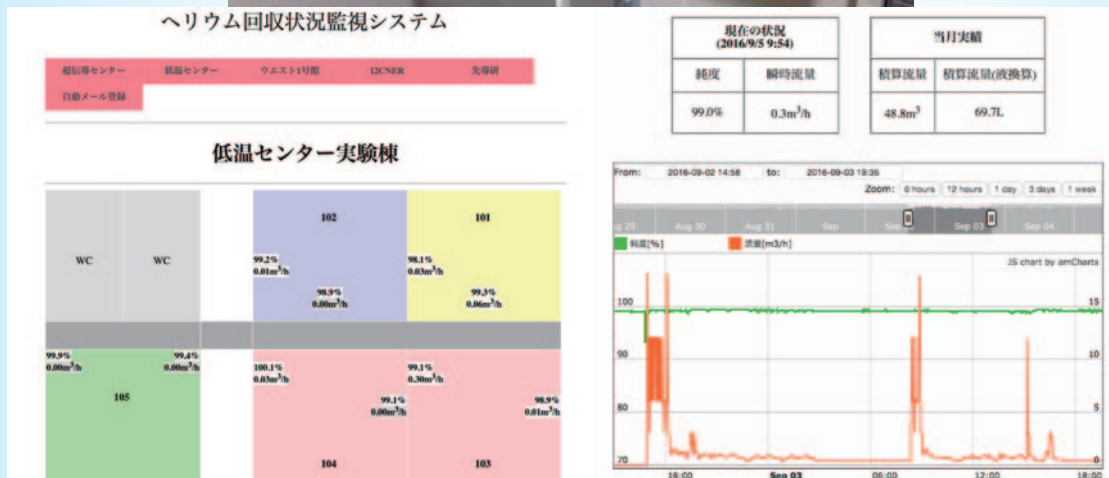 ヘリウム回収状況監視システム
超伝導センター 低温センター ウエスト1号館 I2CNER 先導研
自動メール登録
低温センター実験棟
WC WC 102 101
99.2%
0.01m³/h
98.9%
0.00m³/h
98.1%
0.03m³/h
99.3%
0.06m³/h
99.9%
0.00m³/h
99.4%
0.00m³/h
105
100.1%
0.03m³/h
99.1%
0.00m³/h
104
99.1%
0.30m³/h
98.9%
0.01m³/h
103
現在の状況
(2016/9/5 9:54)
純度 瞬時流量
99.0% 0.3m³/h
当月実績
積算流量 積算流量(液換算)
48.8m³ 69.7L
From: 2016-09-02 14:58 to: 2016-09-03 19:35
Zoom: 6 hours 12 hours 1 day 3 days 1 week
Aug 30 Aug 31 Sep Sep 03 Sep 04
純度[%] 流量[m3/h]
JS chart by amCharts
100 15
90 10
80 5
70 0
18:00 Sep 03 06:00 12:00 18:00